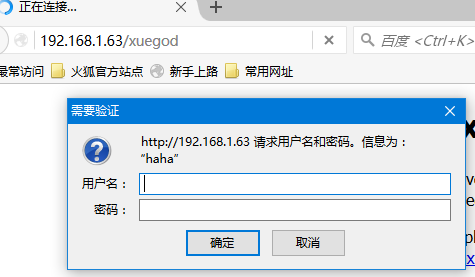 正在连接...
192.168.1.63/xuegod
百度 <Ctrl+K>
最常访问 火狐官方站点 新手上路 常用网址
需要验证
http://192.168.1.63 请求用户名和密码。信息为：
"haha"
用户名：
密码：
确定 取消